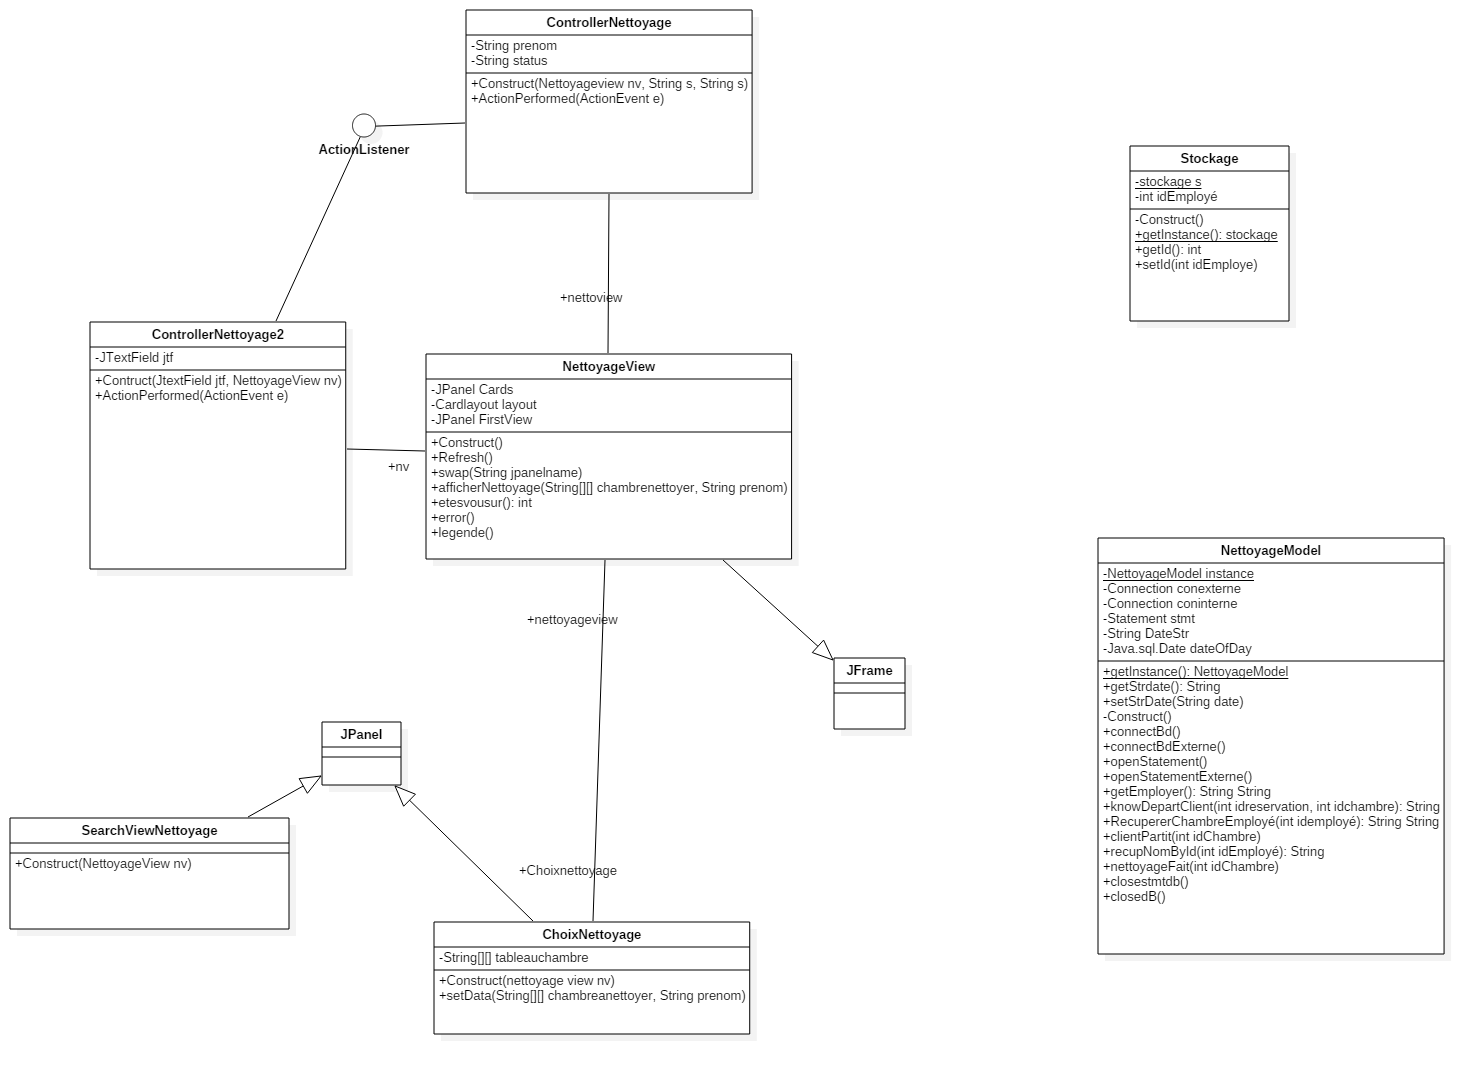 ControllerNettoyage
-String prenom
-String status
+Construct(Nettoyageview nv, String s, String s)
+ActionPerformed(ActionEvent e)
ActionListener
Stockage
-stockage s
-int idEmployé
-Construct()
+getInstance(): stockage
+getId(): int
+setId(int idEmploye)
+nettoview
ControllerNettoyage2
-JTextField jtf
+Contruct(JtextField jtf, NettoyageView nv)
+ActionPerformed(ActionEvent e)
+nv
NettoyageView
-JPanel Cards
-Cardlayout layout
-JPanel FirstView
+Construct()
+Refresh()
+swap(String jpanelname)
+afficherNettoyage(String[][] chambrenettoyer, String prenom)
+etesvousur(): int
+error()
+legende()
NettoyageModel
-NettoyageModel instance
-Connection conexterne
-Connection coninterne
-Statement stmt
-String DateStr
-Java.sql.Date dateOfDay
+getInstance(): NettoyageModel
+getStrdate(): String
+setStrDate(String date)
-Construct()
+connectBd()
+connectBdExterne()
+openStatement()
+openStatementExterne()
+getEmployer(): String String
+knowDepartClient(int idreservation, int idchambre): String
+RecupererChambreEmployé(int idemployé): String String
+clientPartit(int idChambre)
+recupNomById(int idEmployé): String
+nettoyageFait(int idChambre)
+closestmtdb()
+closedB()
+nettoyageview
JFrame
JPanel
SearchViewNettoyage
+Construct(NettoyageView nv)
+Choixnettoyage
ChoixNettoyage
-String[][] tableauchambre
+Construct(nettoyage view nv)
+setData(String[][] chambreanettoyer, String prenom)